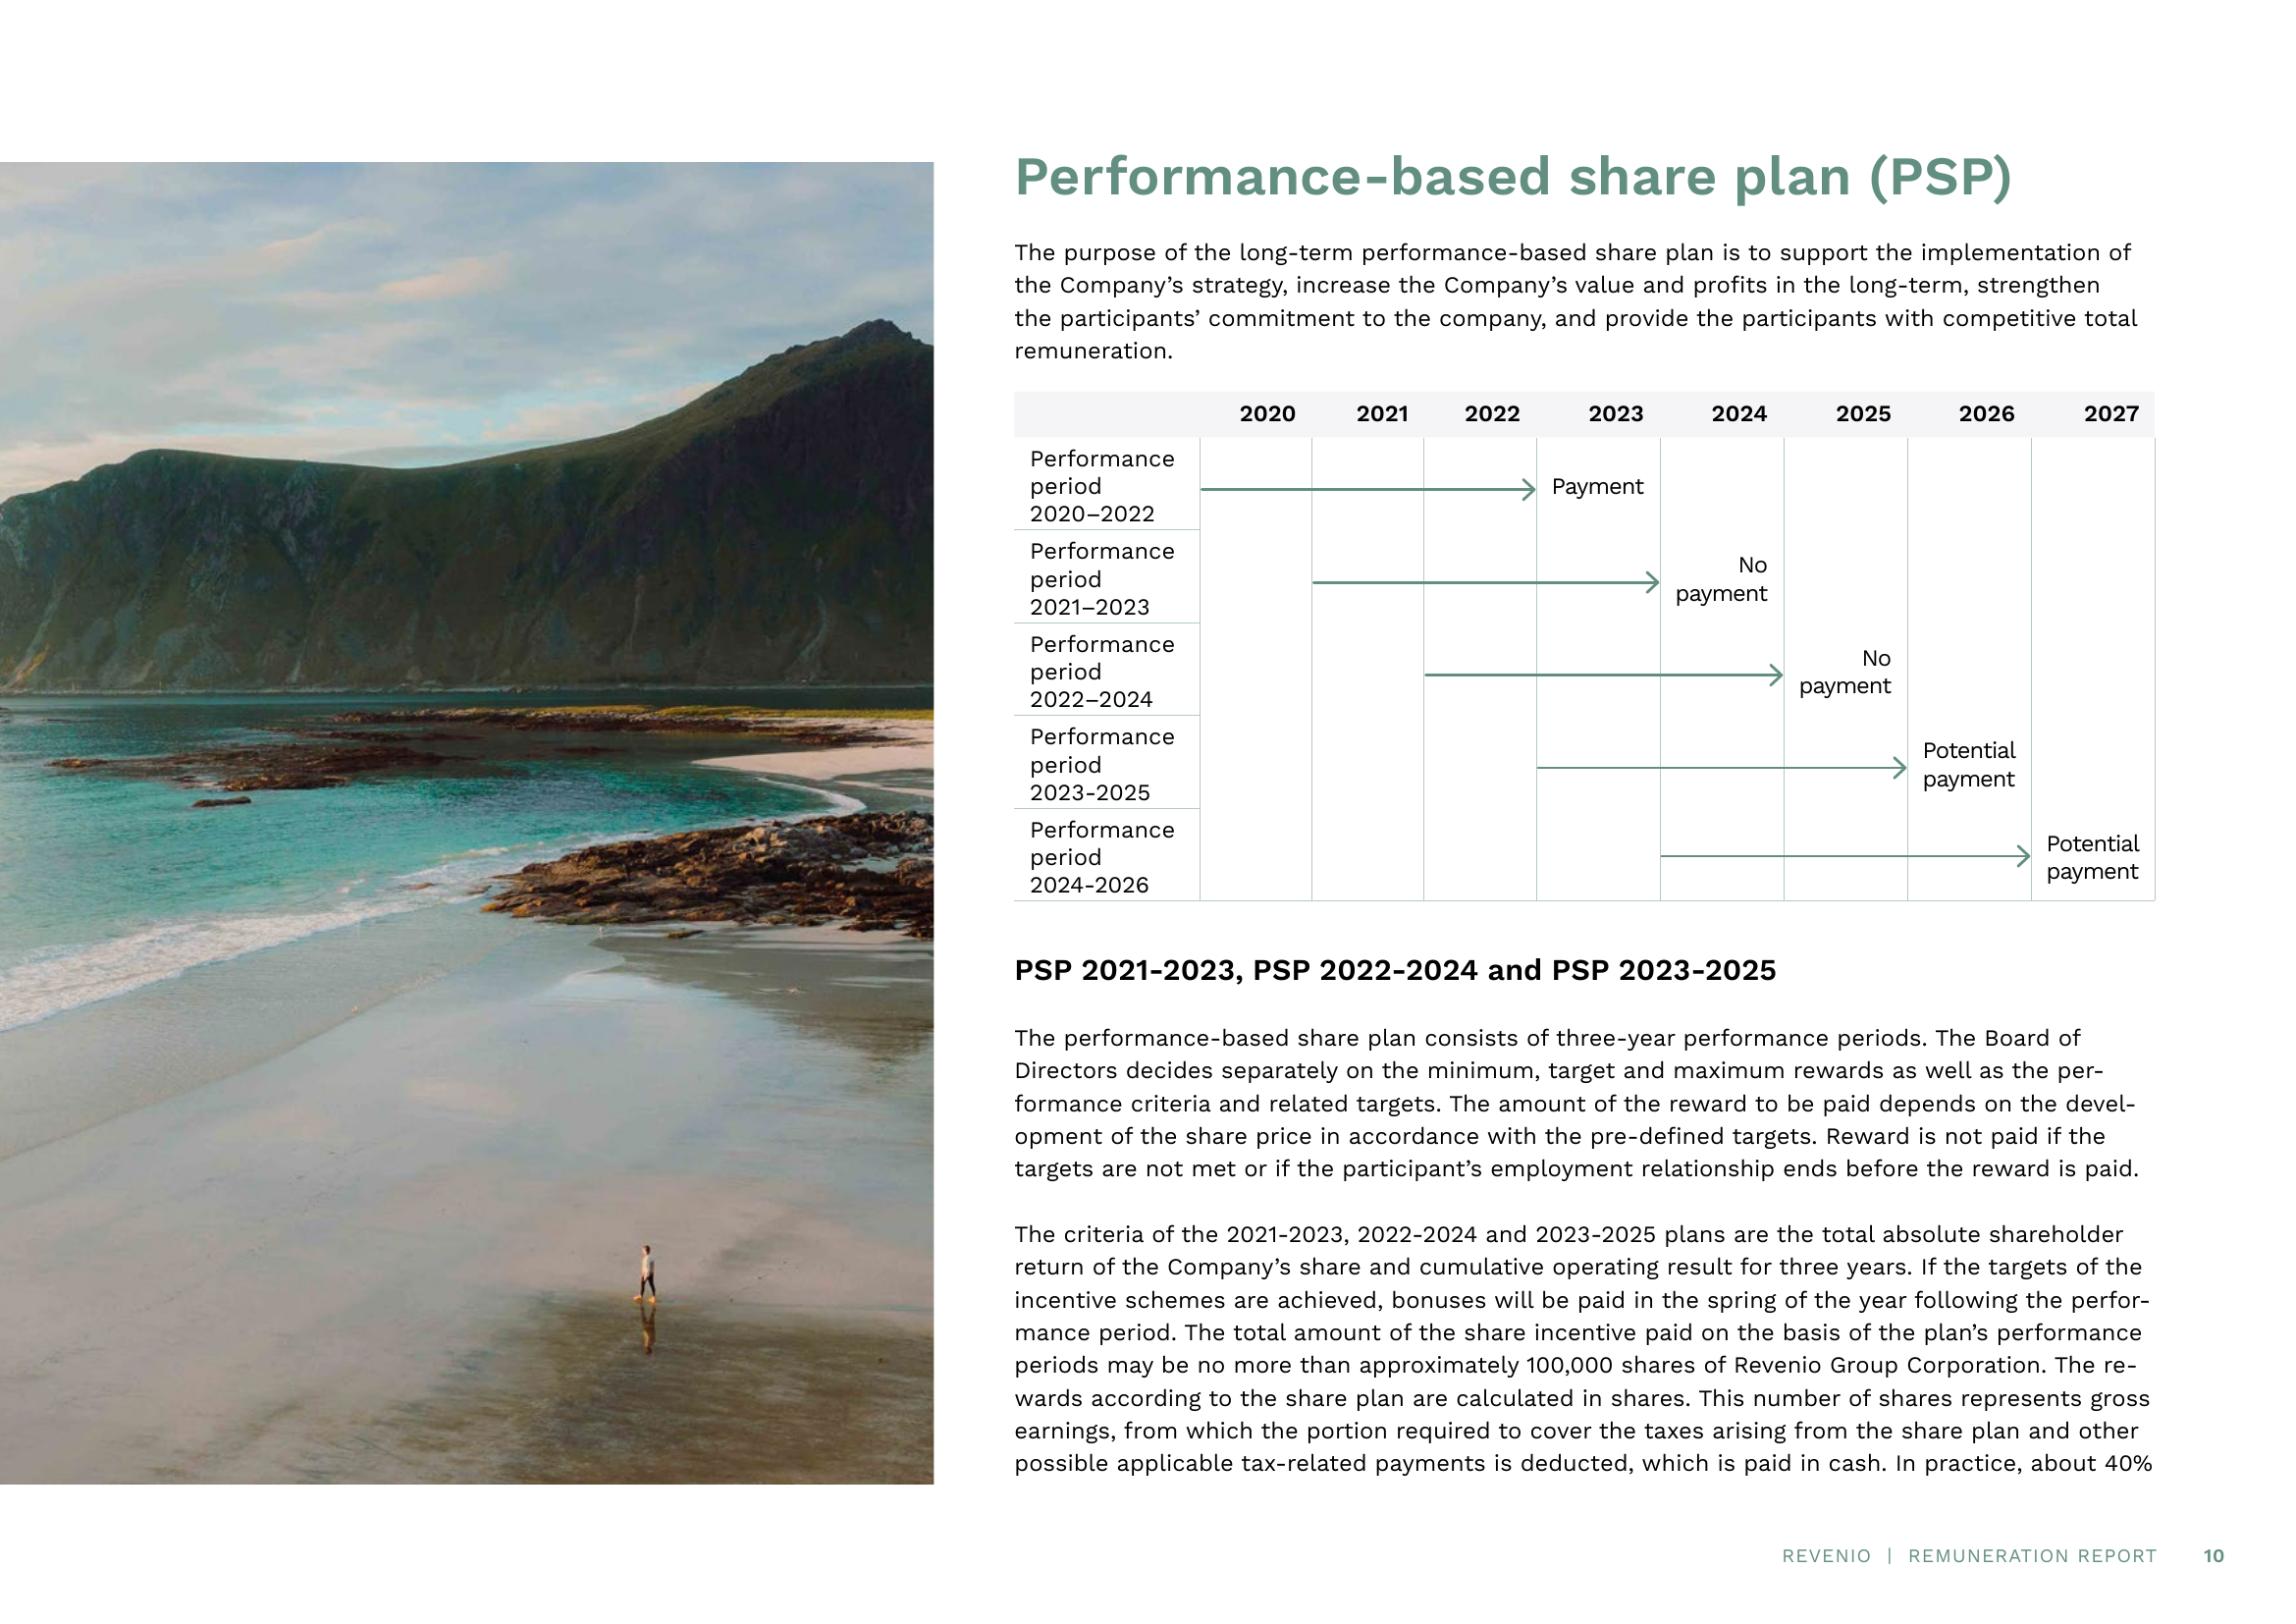 Performance-based share plan (PSP)
The purpose of the long-term performance-based share plan is to support the implementation of
the Company’s strategy, increase the Company’s value and profits in the long-term, strengthen
the participants’ commitment to the company, and provide the participants with competitive total
remuneration.
2020 2021 2022 2023 2024 2025 2026 2027
Performance
period
2020–2022
Payment
Performance
period
2021–2023
No
payment
Performance
period
2022–2024
No
payment
Performance
period
2023-2025
Potential
payment
Performance
period
2024-2026
Potential
payment
PSP 2021-2023, PSP 2022-2024 and PSP 2023-2025
The performance-based share plan consists of three-year performance periods. The Board of
Directors decides separately on the minimum, target and maximum rewards as well as the per-
formance criteria and related targets. The amount of the reward to be paid depends on the devel-
opment of the share price in accordance with the pre-defined targets. Reward is not paid if the
targets are not met or if the participant’s employment relationship ends before the reward is paid.
The criteria of the 2021-2023, 2022-2024 and 2023-2025 plans are the total absolute shareholder
return of the Company’s share and cumulative operating result for three years. If the targets of the
incentive schemes are achieved, bonuses will be paid in the spring of the year following the perfor-
mance period. The total amount of the share incentive paid on the basis of the plan’s performance
periods may be no more than approximately 100,000 shares of Revenio Group Corporation. The re-
wards according to the share plan are calculated in shares. This number of shares represents gross
earnings, from which the portion required to cover the taxes arising from the share plan and other
possible applicable tax-related payments is deducted, which is paid in cash. In practice, about 40%
REVENIO | REMUNERATION REPORT 10